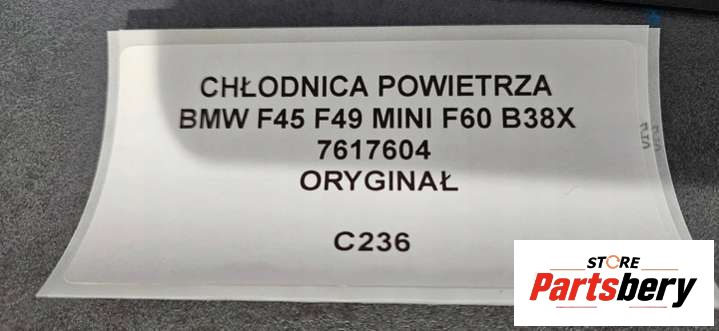 CHŁODNICA POWIETRZA
BMW F45 F49 MINI F60 B38X
7617604
ORYGINAŁ
C236
STORE
Partsbery